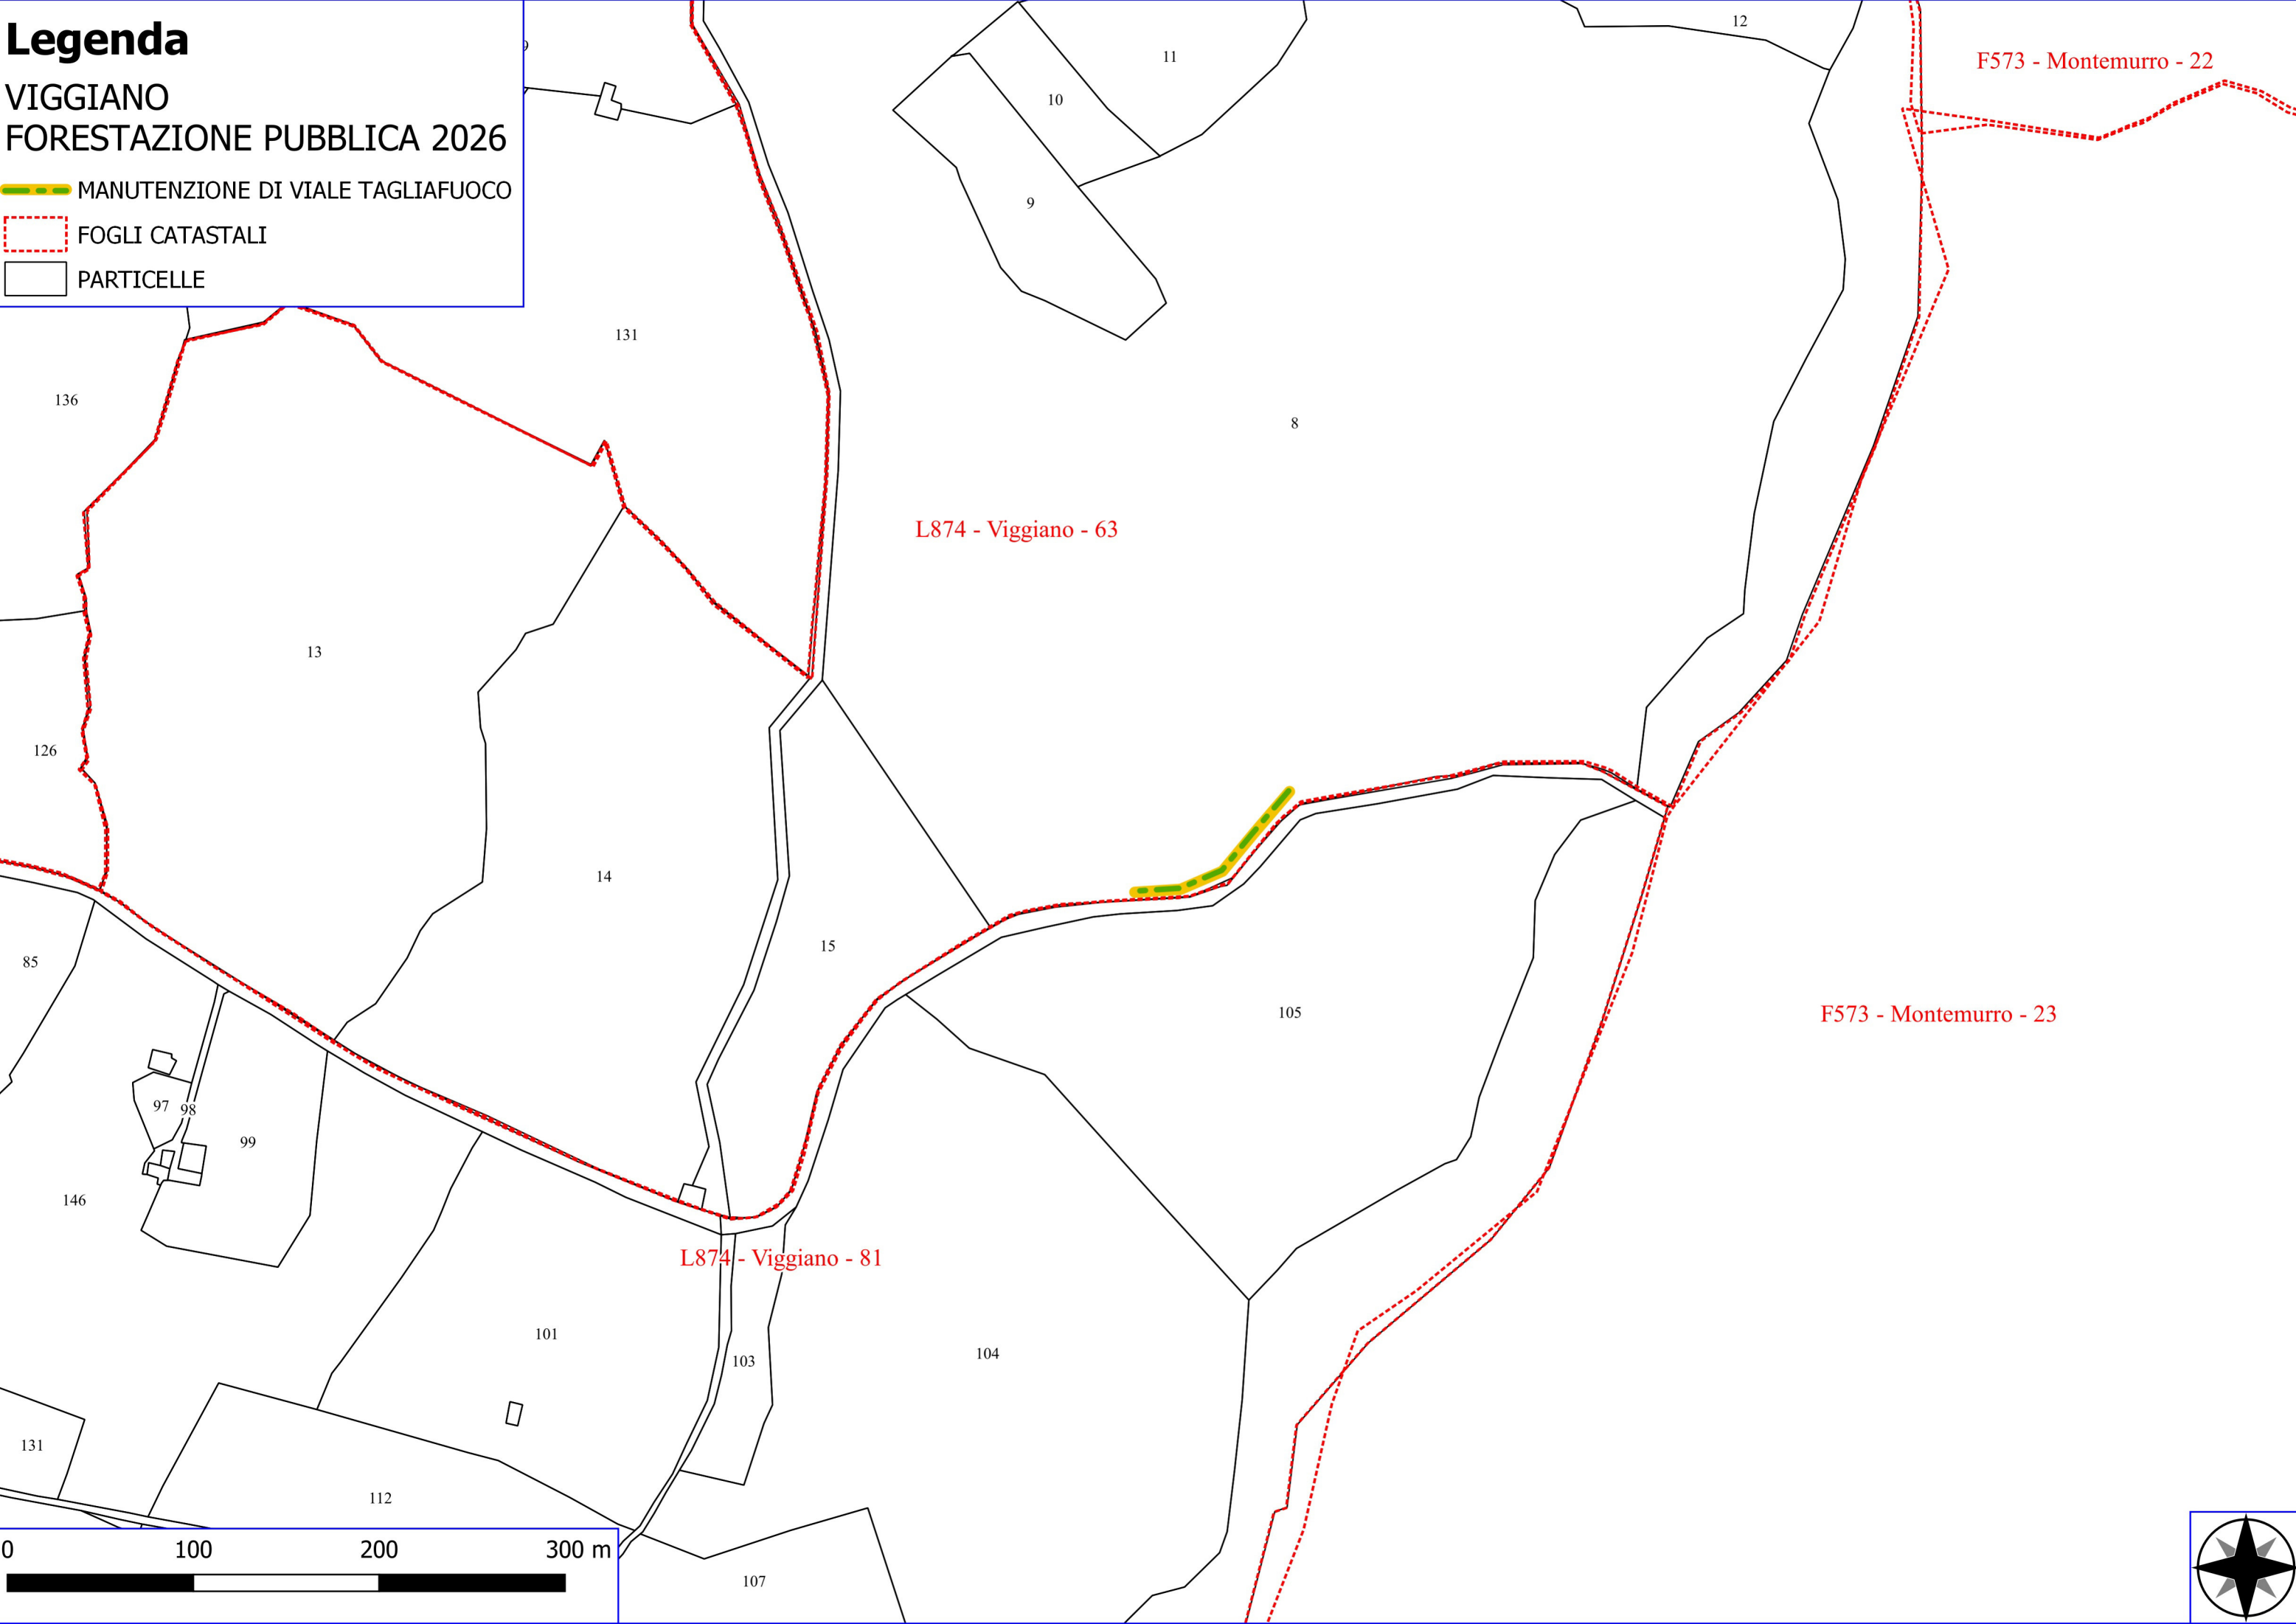 Legenda
VIGGIANO
FORESTAZIONE PUBBLICA 2026
MANUTENZIONE DI VIALE TAGLIAFUOCO
FOGLI CATASTALI
PARTICELLE
12
11
F573 - Montemurro - 22
10
9
131
136
8
L874 - Viggiano - 63
13
126
14
15
85
105
F573 - Montemurro - 23
97
98
99
146
L874 - Viggiano - 81
101
103
104
131
112
107
0 100 200 300 m